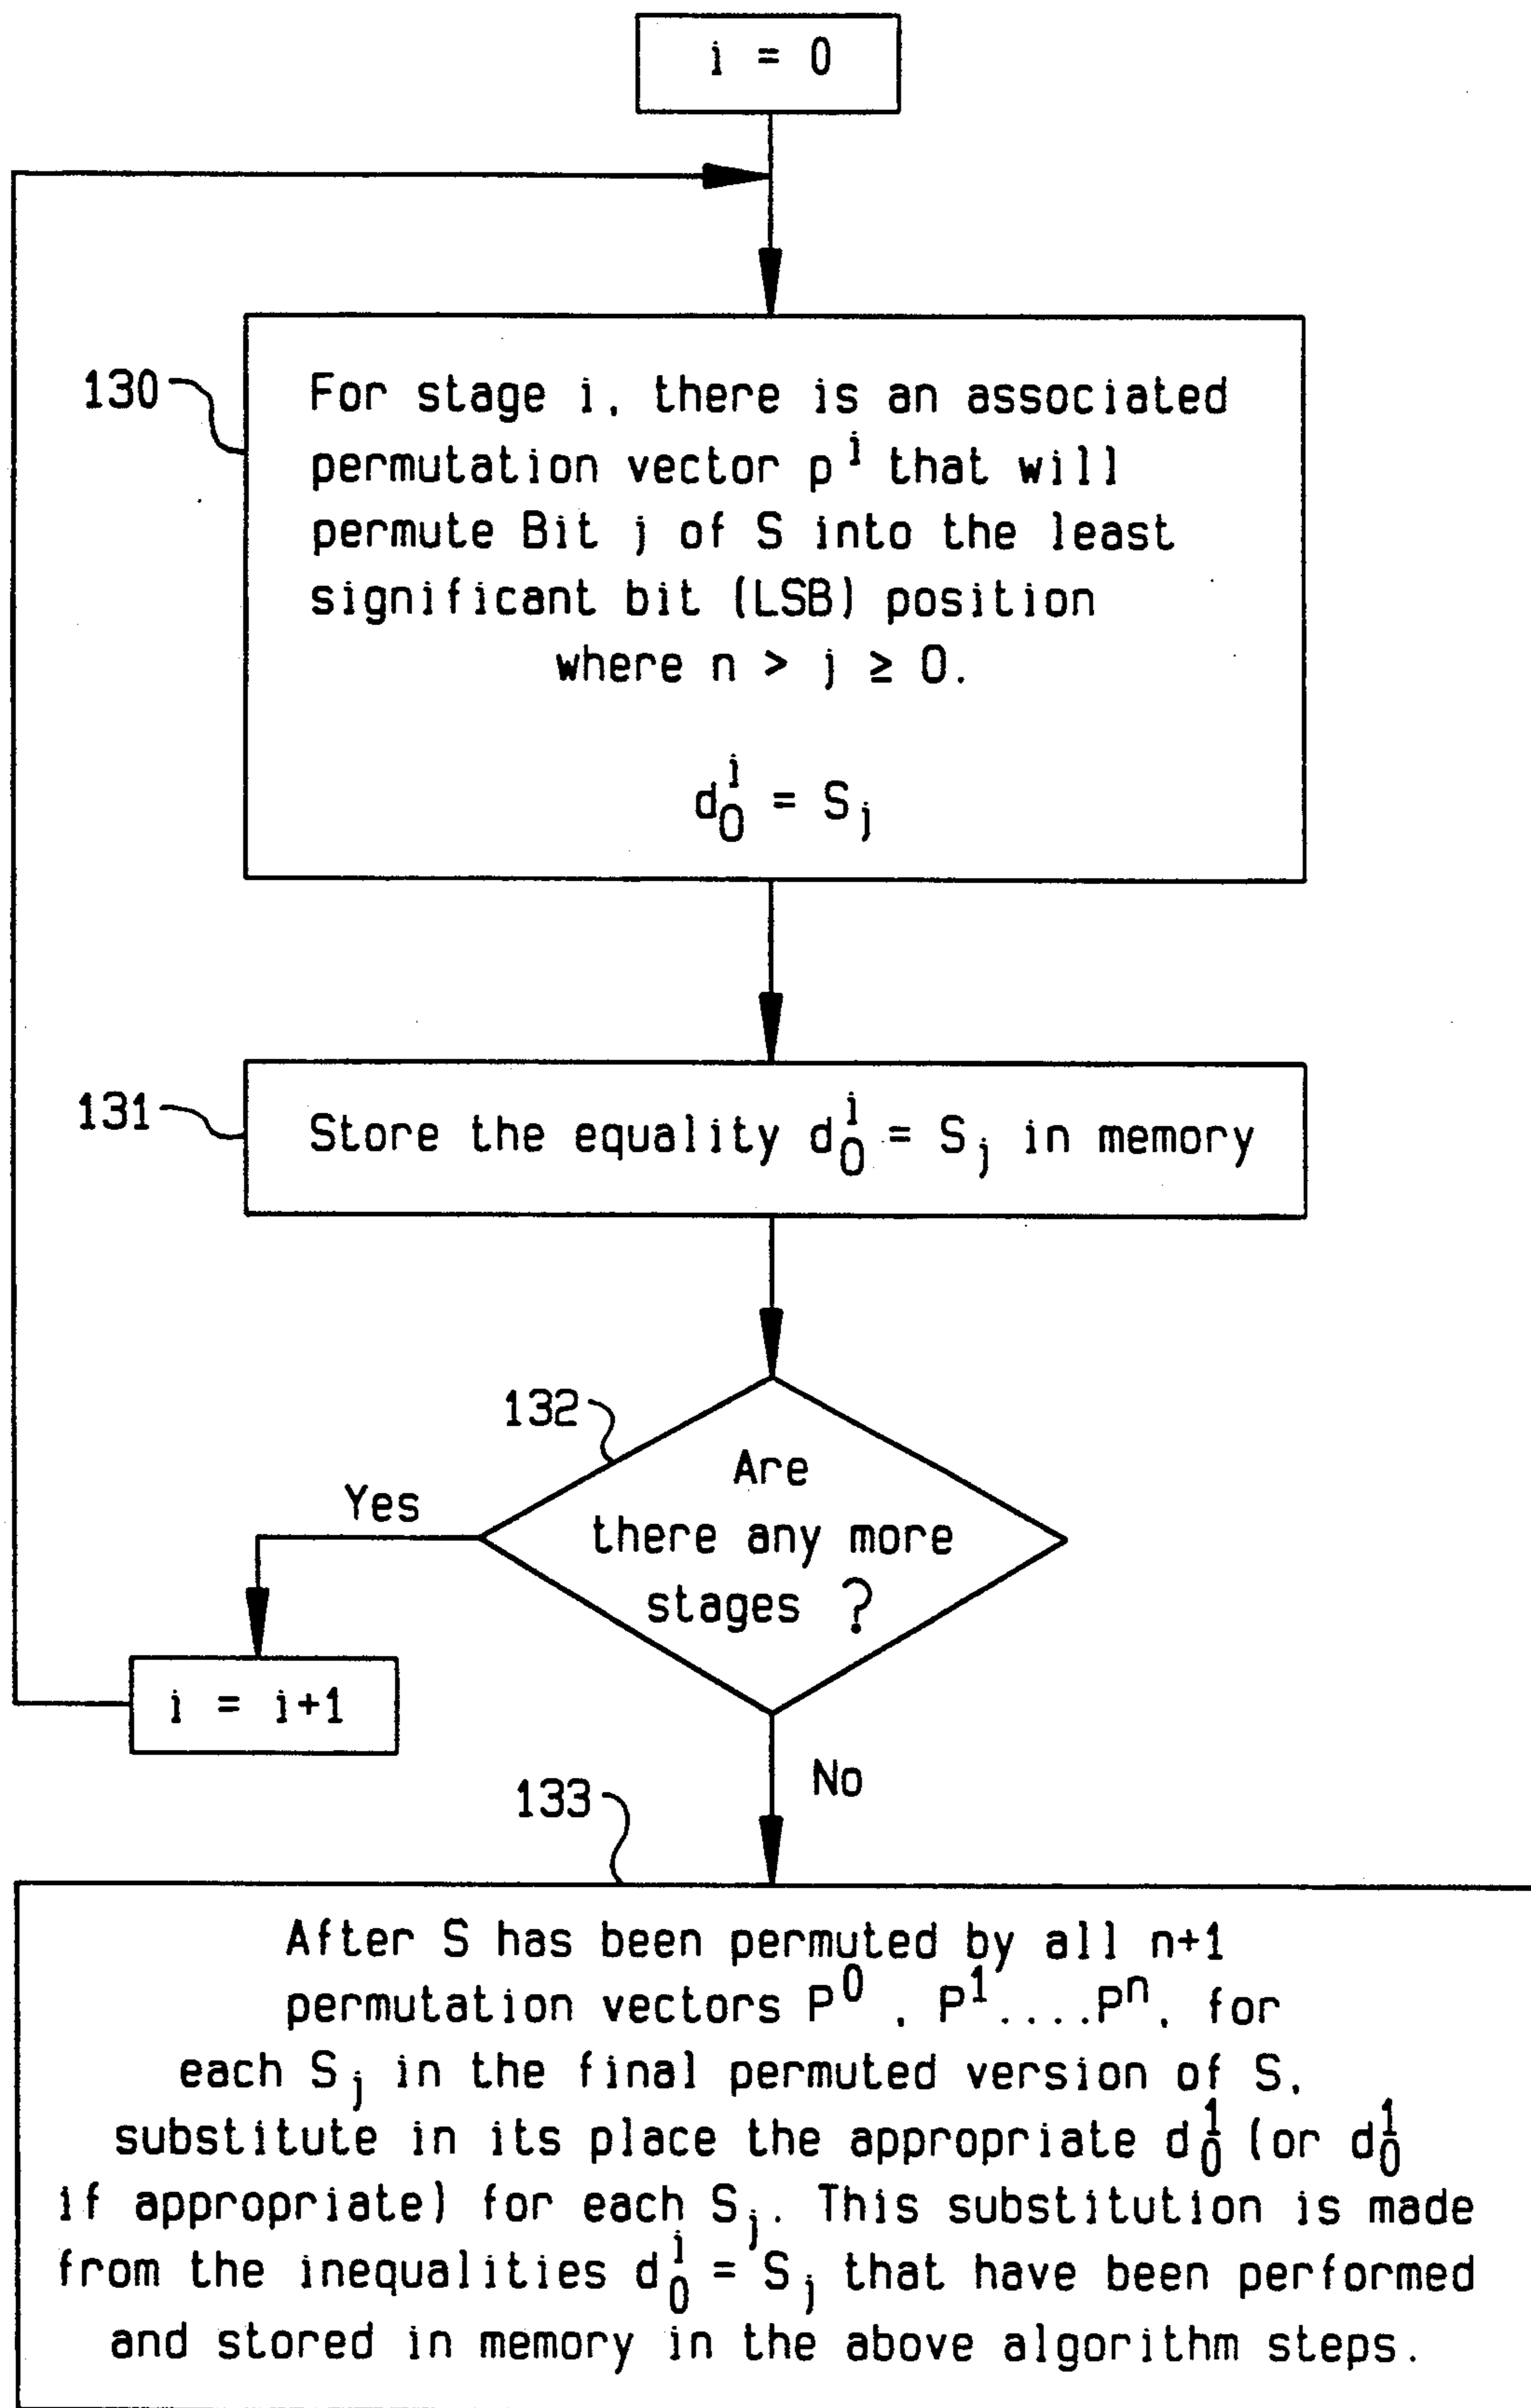 i = 0
130
For stage i, there is an associated
permutation vector p^i that will
permute Bit j of S into the least
significant bit (LSB) position
where n > j ≥ 0.
d_0^i = S_j
131
Store the equality d_0^i = S_j in memory
132
Are
there any more
stages ?
Yes
i = i+1
No
133
After S has been permuted by all n+1
permutation vectors P^0, P^1....P^n, for
each S_j in the final permuted version of S,
substitute in its place the appropriate d_0^1 (or d_0^1
if appropriate) for each S_j. This substitution is made
from the inequalities d_0^i = S_j that have been performed
and stored in memory in the above algorithm steps.